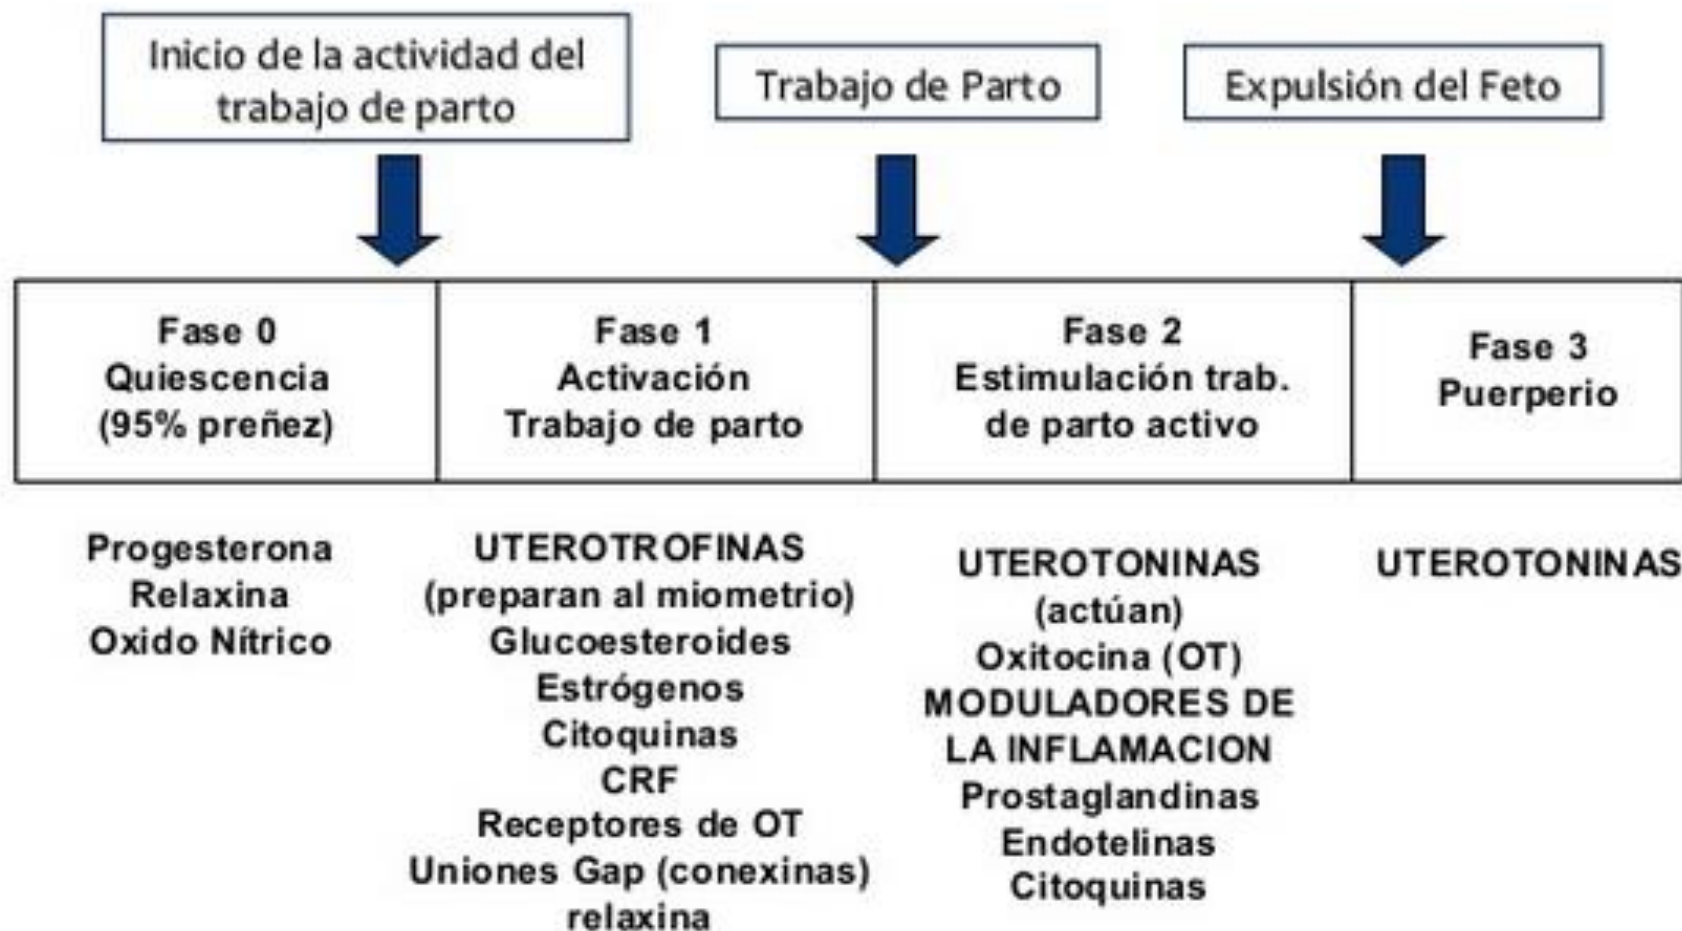 Inicio de la actividad del
trabajo de parto
Trabajo de Parto
Expulsión del Feto
Fase 0
Quiescencia
(95% preñez)
Fase 1
Activación
Trabajo de parto
Fase 2
Estimulación trab.
de parto activo
Fase 3
Puerperio
Progesterona
Relaxina
Oxido Nítrico
UTEROTROFINAS
(preparan al miometrio)
Glucoesteroides
Estrógenos
Citoquinas
CRF
Receptores de OT
Uniones Gap (conexinas)
relaxina
UTEROTONINAS
(actúan)
Oxitocina (OT)
MODULADORES DE
LA INFLAMACION
Prostaglandinas
Endotelinas
Citoquinas
UTEROTONINAS